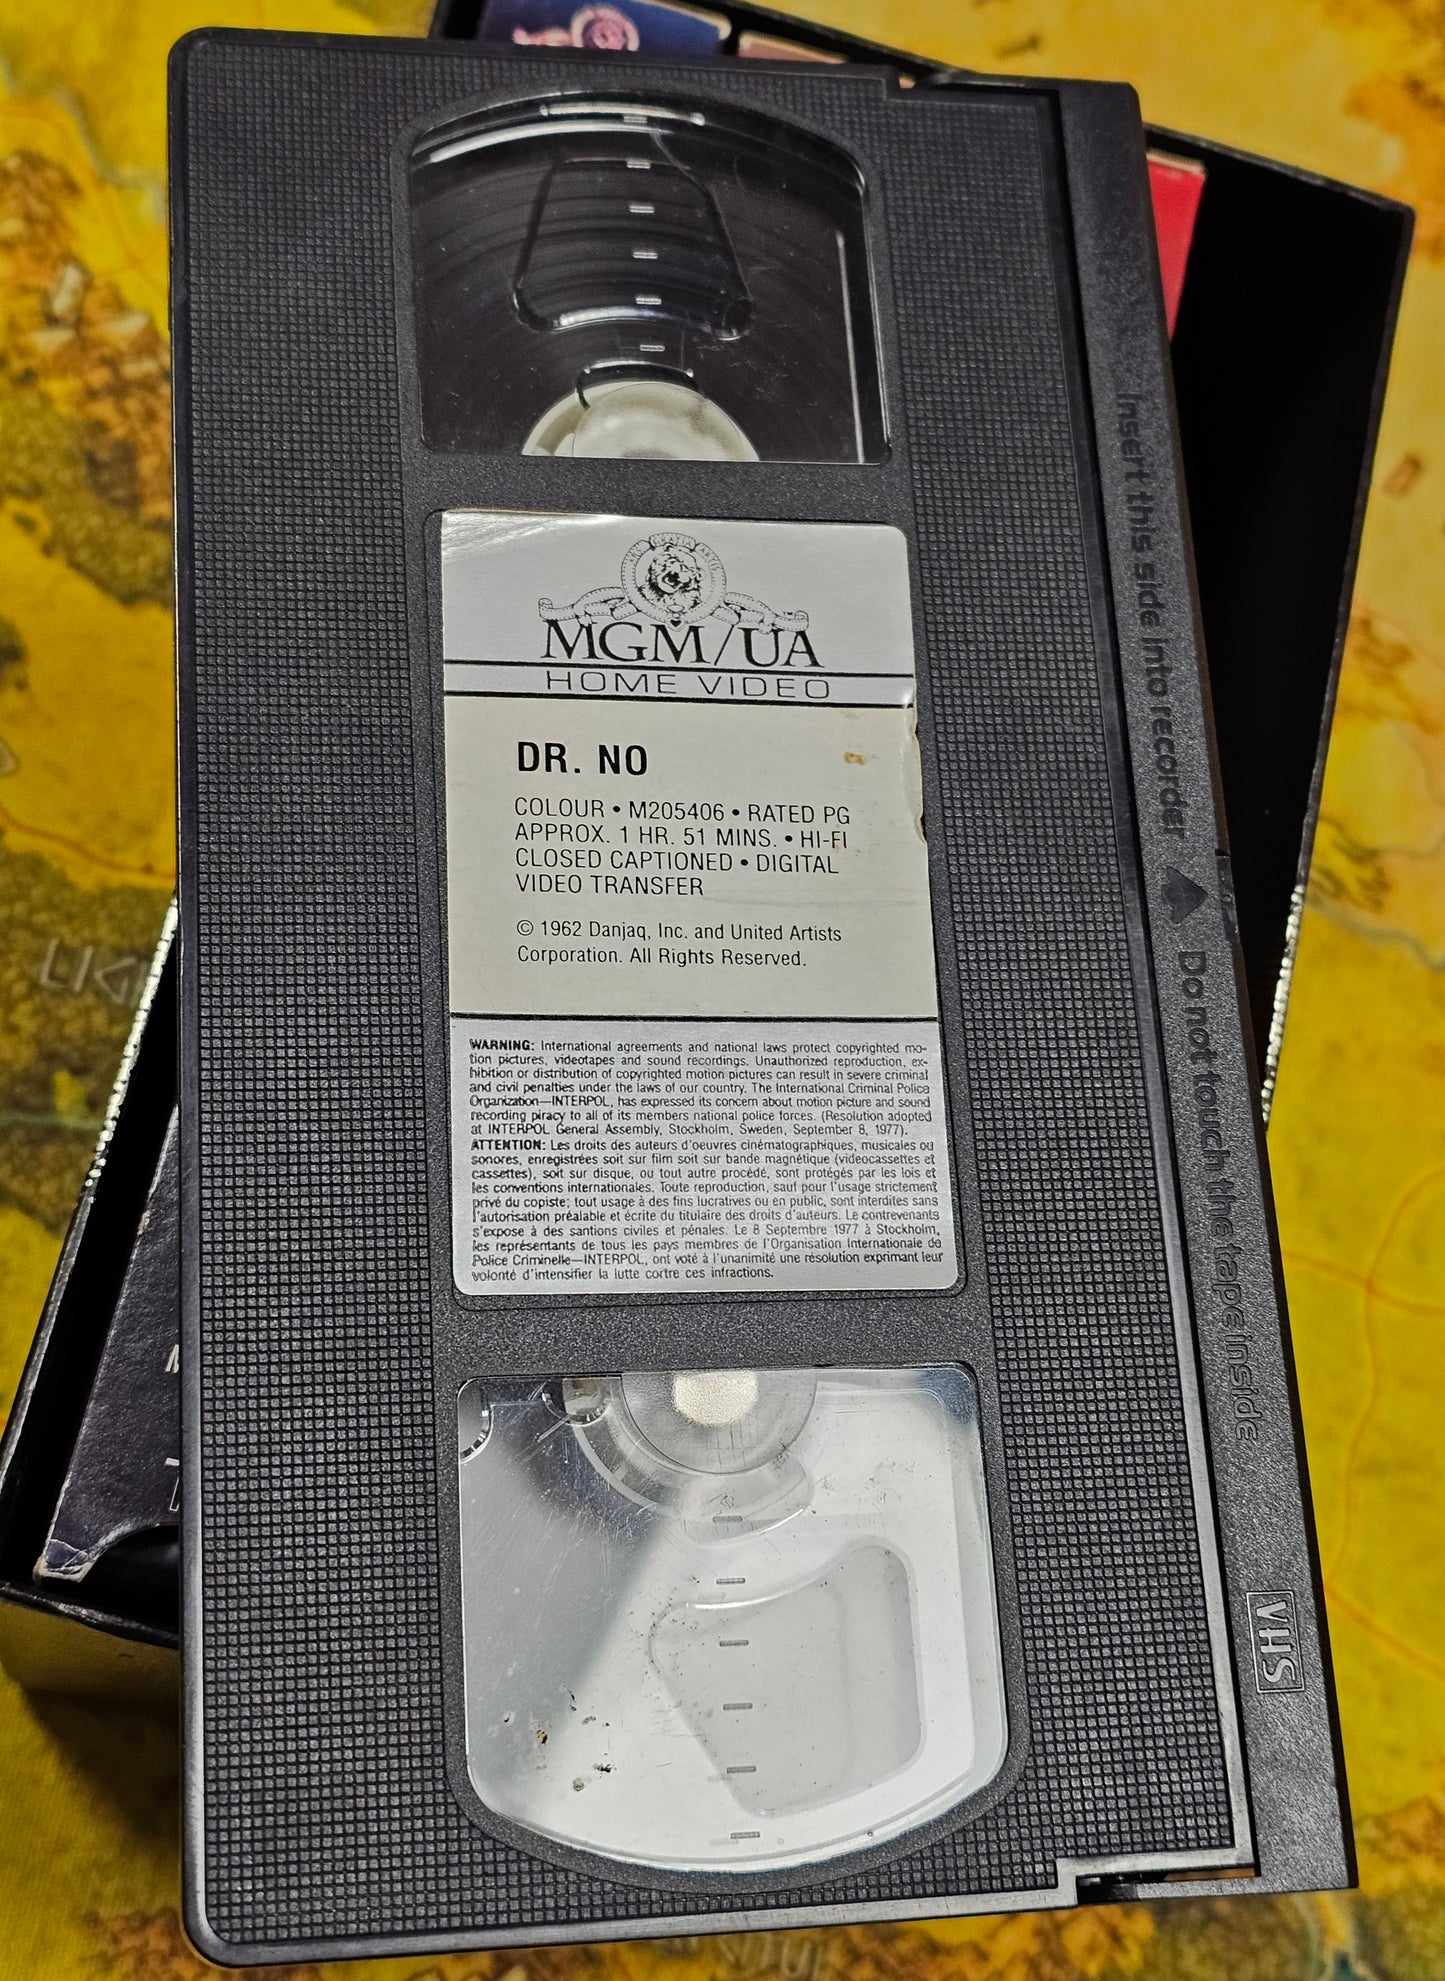 ARS GRATIA ARTIS
MGM/UA
HOME VIDEO
DR. NO
COLOUR • M205406 • RATED PG
APPROX. 1 HR. 51 MINS. • HI-FI
CLOSED CAPTIONED • DIGITAL
VIDEO TRANSFER
© 1962 Danjaq, Inc. and United Artists
Corporation. All Rights Reserved.
WARNING: International agreements and national laws protect copyrighted mo-
tion pictures, videotapes and sound recordings. Unauthorized reproduction, ex-
hibition or distribution of copyrighted motion pictures can result in severe criminal
and civil penalties under the laws of our country. The International Criminal Police
Organization—INTERPOL, has expressed its concern about motion picture and sound
recording piracy to all of its members national police forces. (Resolution adopted
at INTERPOL General Assembly, Stockholm, Sweden, September 8, 1977).
ATTENTION: Les droits des auteurs d'oeuvres cinématographiques, musicales ou
sonores, enregistrées soit sur film soit sur bande magnétique (videocassettes et
cassettes), soit sur disque, ou tout autre procédé, sont protégés par les lois et
les conventions internationales. Toute reproduction, sauf pour l'usage strictement
privé du copiste; tout usage à des fins lucratives ou en public, sont interdites sans
l'autorisation préalable et écrite du titulaire des droits d'auteurs. Le contrevenants
s'expose à des santions civiles et pénales. Le 8 Septembre 1977 à Stockholm,
les représentants de tous les pays membres de l'Organisation Internationale de
Police Criminelle—INTERPOL, ont voté à l'unanimité une résolution exprimant leur
volonté d'intensifier la lutte cortre ces infractions.
Insert this side into recorder ▲ Do not touch the tape inside
VHS